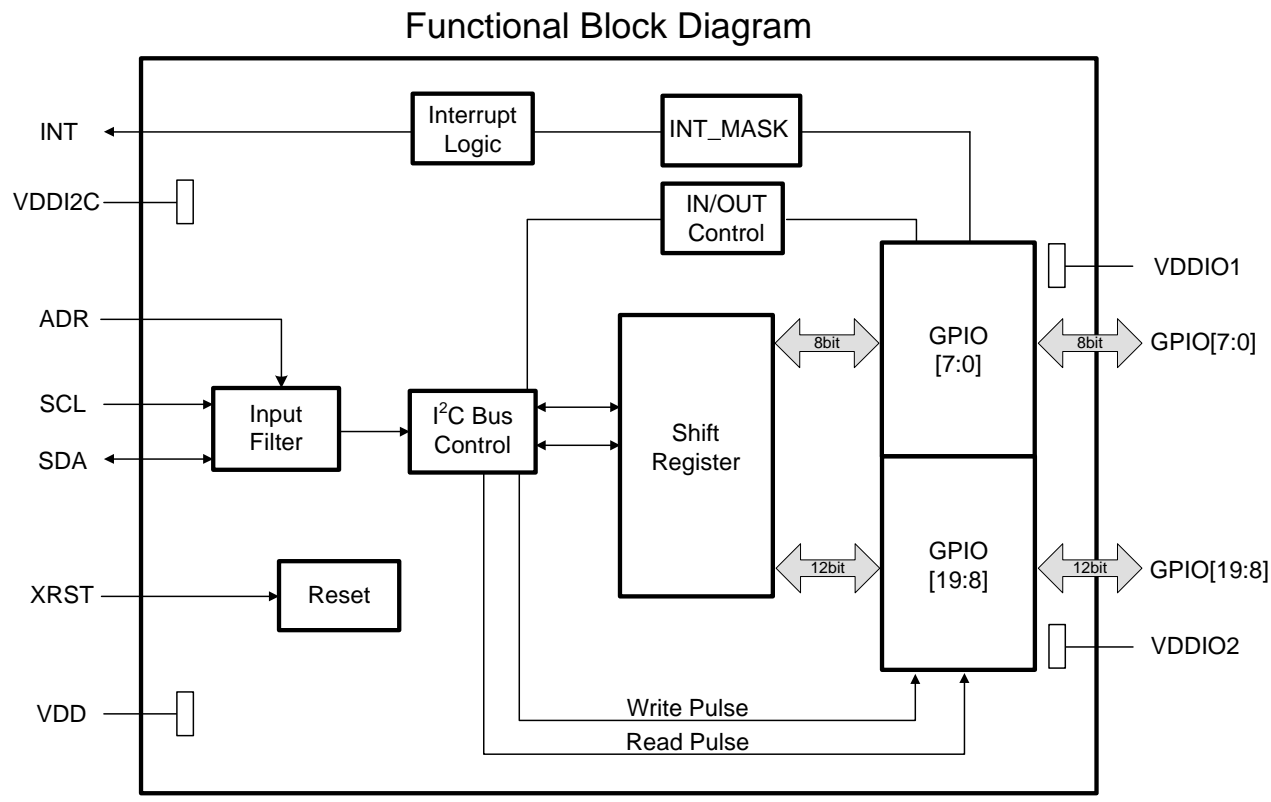 Functional Block Diagram
INT
Interrupt
Logic
INT_MASK
VDDI2C
IN/OUT
Control
VDDIO1
ADR
GPIO
[7:0]
8bit
8bit
GPIO[7:0]
SCL
SDA
Input
Filter
I²C Bus
Control
Shift
Register
GPIO
[19:8]
12bit
12bit
GPIO[19:8]
XRST
Reset
VDDIO2
VDD
Write Pulse
Read Pulse